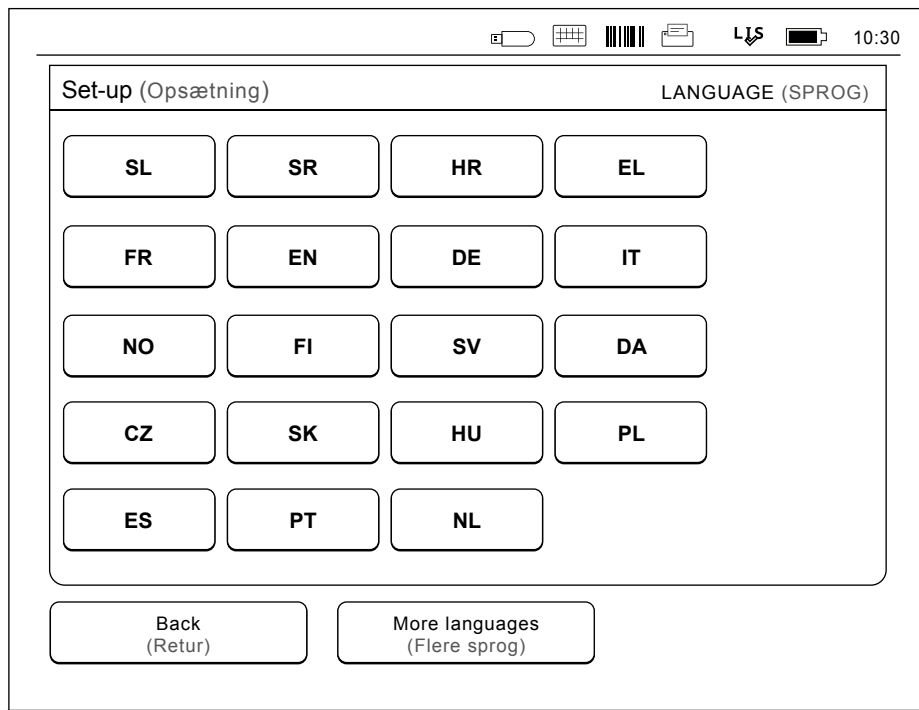 LIS 10:30
Set-up (Opsætning) LANGUAGE (SPROG)
SL SR HR EL
FR EN DE IT
NO FI SV DA
CZ SK HU PL
ES PT NL
Back More languages
(Retur) (Flere sprog)